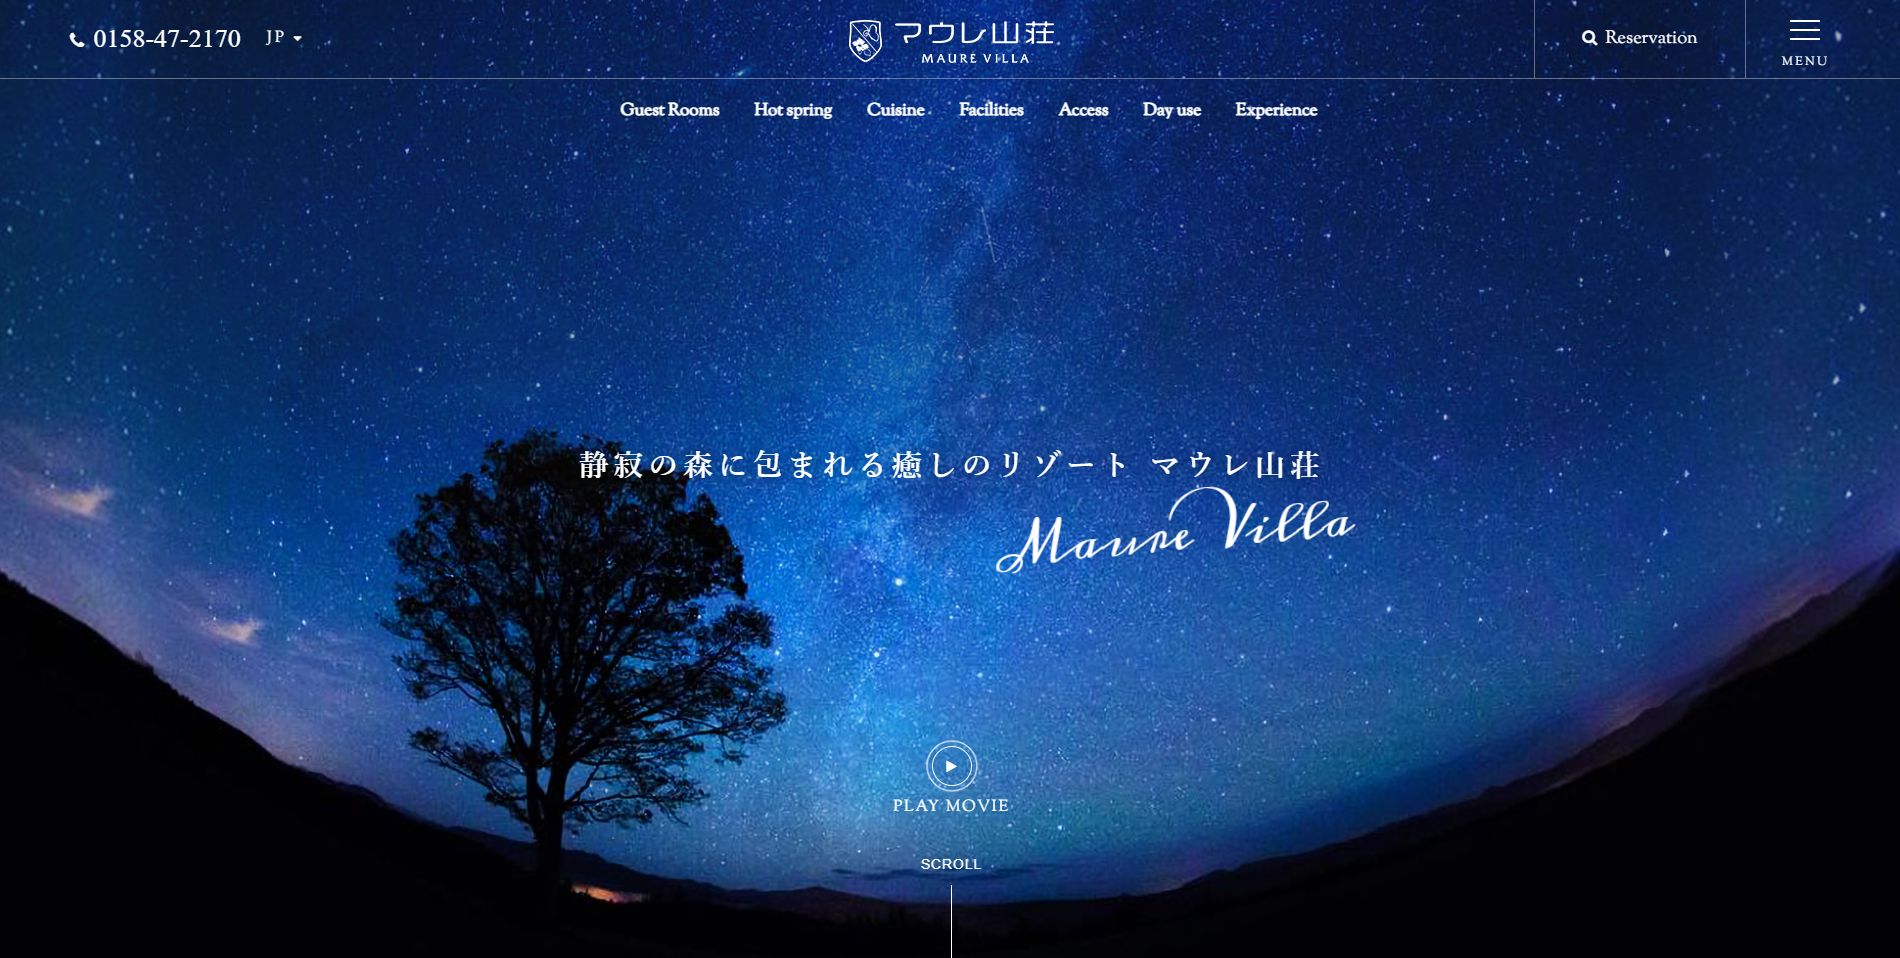 0158-47-2170
JP
マウレ山荘
MAURE VILLA
Reservation
MENU
Guest Rooms
Hot spring
Cuisine
Facilities
Access
Day use
Experience
静寂の森に包まれる癒しのリゾート マウレ山荘
Maure Villa
PLAY MOVIE
SCROLL